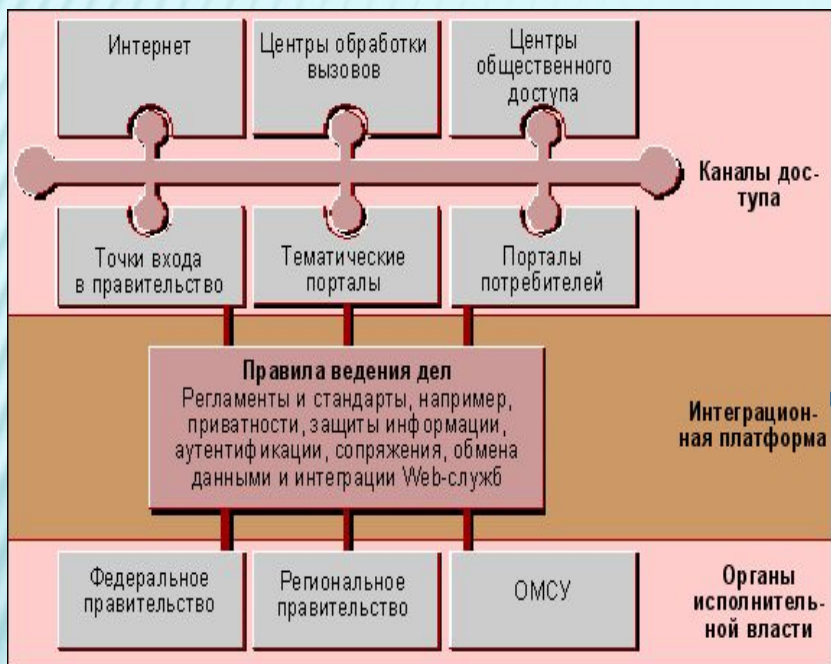 Интернет
Центры обработки
вызовов
Центры
общественного
доступа
Каналы дос-
тупа
Точки входа
в правительство
Тематические
порталы
Порталы
потребителей
Правила ведения дел
Регламенты и стандарты, например,
приватности, защиты информации,
аутентификации, сопряжения, обмена
данными и интеграции Web-служб
Интеграцион-
ная платформа
Федеральное
правительство
Региональное
правительство
ОМСУ
Органы
исполнитель-
ной власти